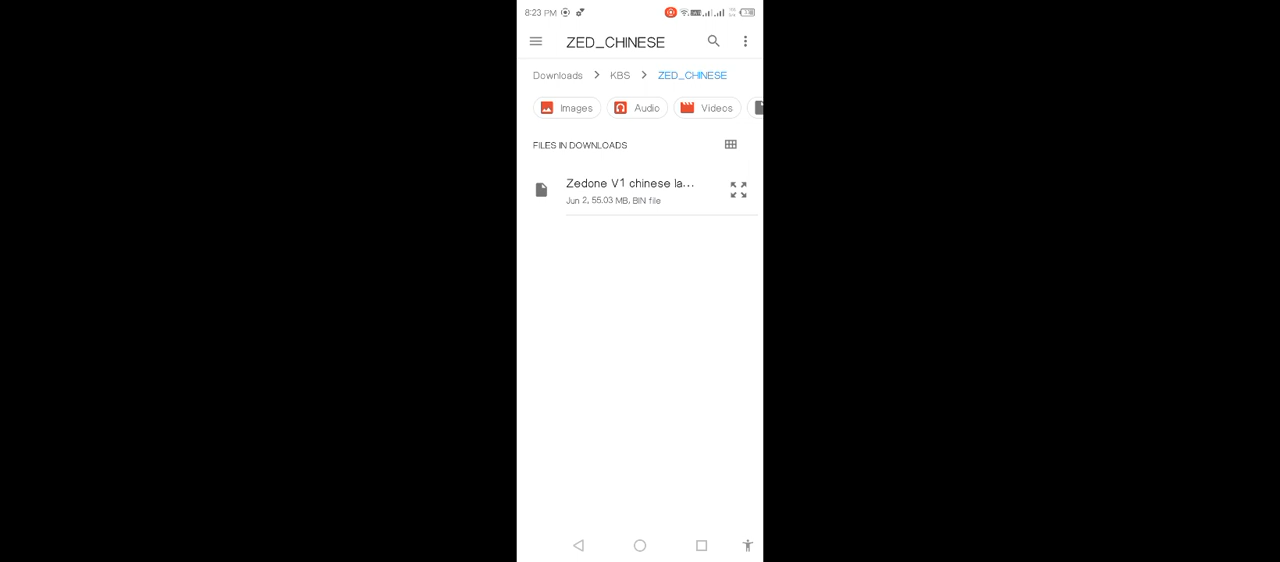 8:23 PM
ZED_CHINESE
Downloads > KBS > ZED_CHINESE
Images Audio Videos
FILES IN DOWNLOADS
Zedone V1 chinese la...
Jun 2, 55.03 MB, BIN file